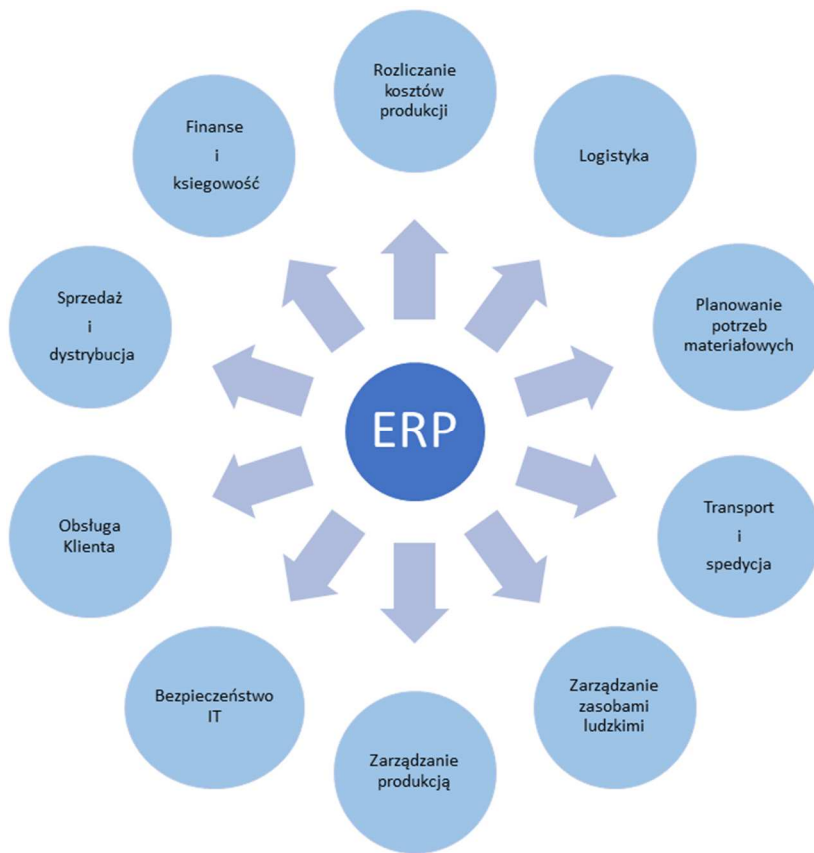 Rozliczanie
kosztów
produkcji
Logistyka
Planowanie
potrzeb
materiałowych
Transport
i
spedycja
Zarządzanie
zasobami
ludzkimi
Zarządzanie
produkcją
Bezpieczeństwo
IT
Obsługa
Klienta
Sprzedaż
i
dystrybucja
Finanse
i
ksiegowość
ERP